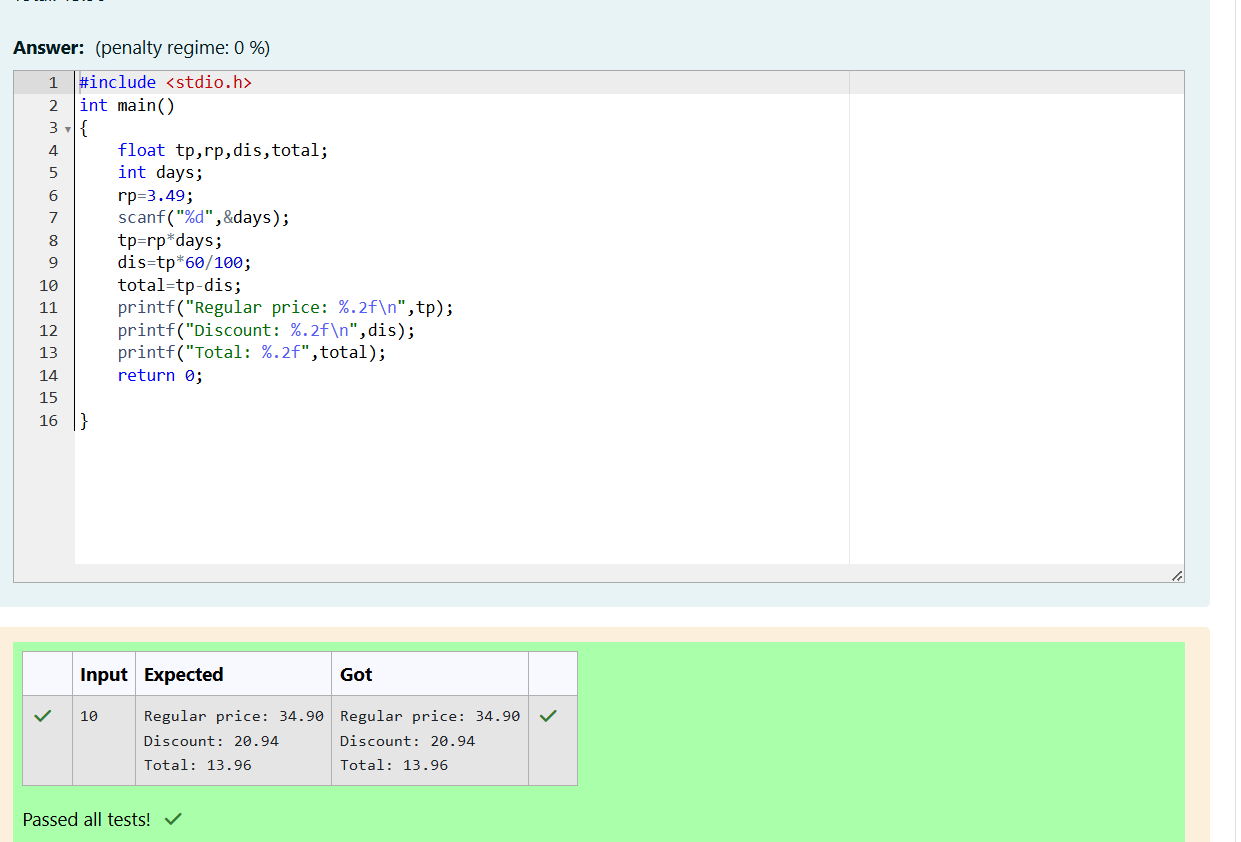 Answer: (penalty regime: 0 %)
1 #include <stdio.h>
2 int main()
3 {
4     float tp,rp,dis,total;
5     int days;
6     rp=3.49;
7     scanf("%d",&days);
8     tp=rp*days;
9     dis=tp*60/100;
10     total=tp-dis;
11     printf("Regular price: %.2f\n",tp);
12     printf("Discount: %.2f\n",dis);
13     printf("Total: %.2f",total);
14     return 0;
15
16 }
Input Expected Got
10 Regular price: 34.90 Regular price: 34.90
Discount: 20.94 Discount: 20.94
Total: 13.96 Total: 13.96
Passed all tests!